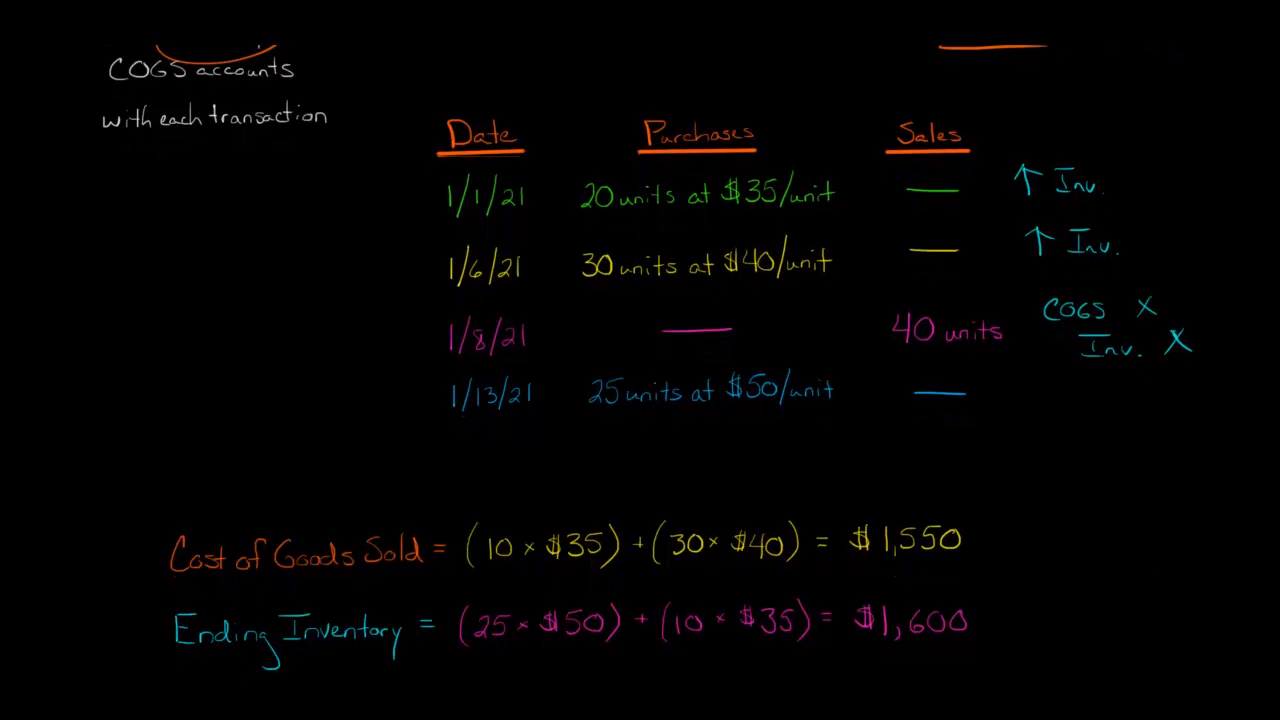 COGS accounts
with each transaction
Date Purchases Sales
1/1/21 20 units at $35/unit — ↑ Inv.
1/6/21 30 units at $40/unit — ↑ Inv.
1/8/21 — 40 units COGS X
Inv. X
1/13/21 25 units at $50/unit —
Cost of Goods Sold = (10 × $35) + (30 × $40) = $1,550
Ending Inventory = (25 × $50) + (10 × $35) = $1,600